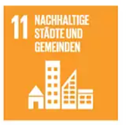 11 NACHHALTIGE
STÄDTE UND
GEMEINDEN